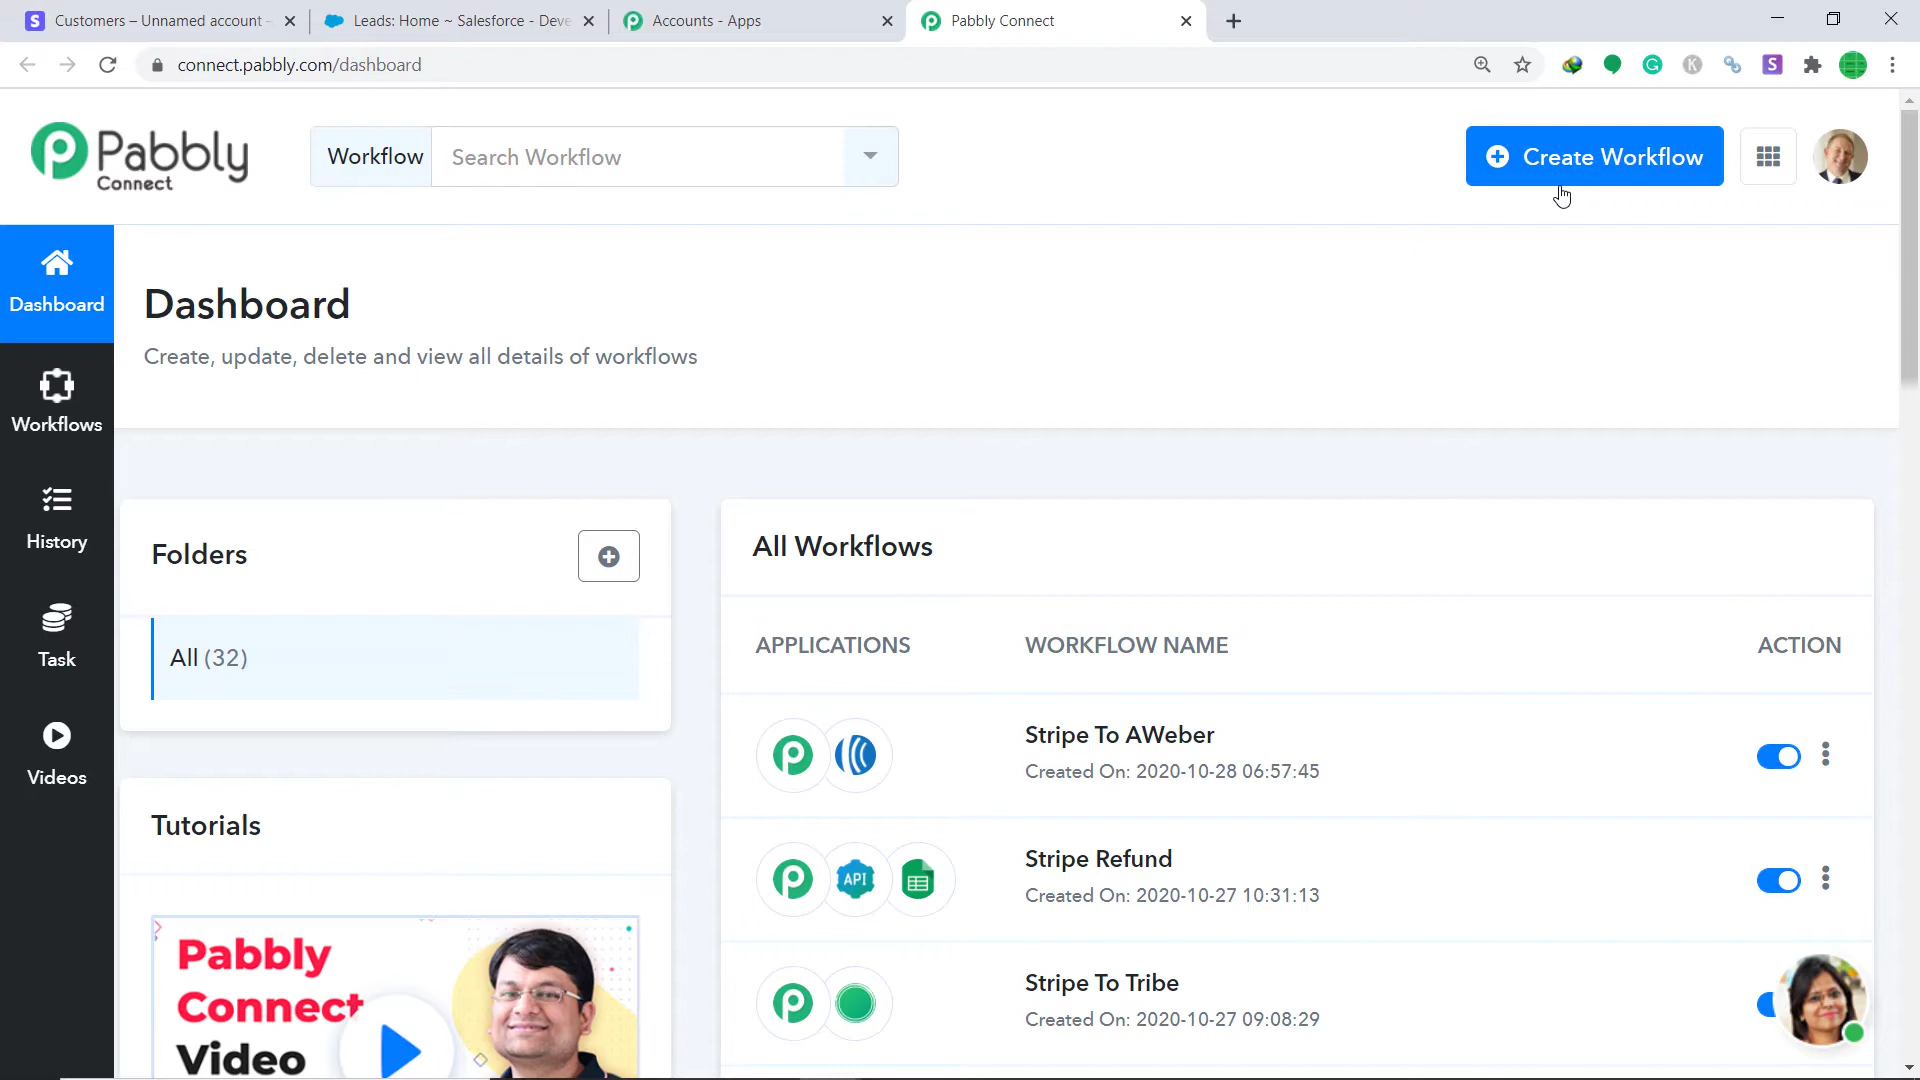 Customers – Unnamed account -
Leads: Home ~ Salesforce - Deve
Accounts - Apps
Pabbly Connect
connect.pabbly.com/dashboard
Pabbly
Connect
Workflow
Search Workflow
Create Workflow
Dashboard
Workflows
History
Task
Videos
Dashboard
Create, update, delete and view all details of workflows
Folders
All (32)
Tutorials
Pabbly
Connect
Video
All Workflows
APPLICATIONS
WORKFLOW NAME
ACTION
Stripe To AWeber
Created On: 2020-10-28 06:57:45
API
Stripe Refund
Created On: 2020-10-27 10:31:13
Stripe To Tribe
Created On: 2020-10-27 09:08:29